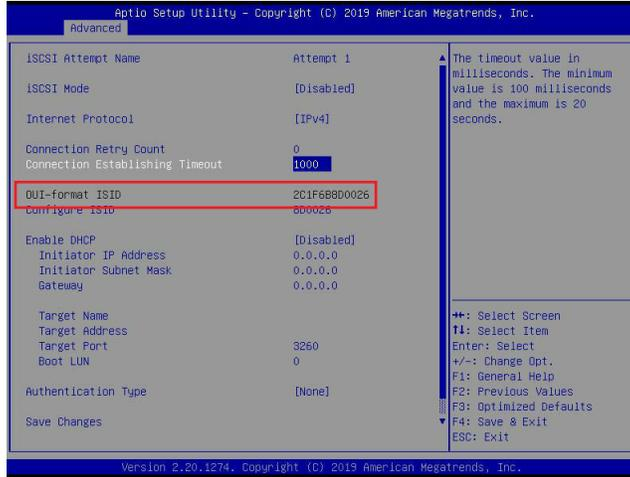 Aptio Setup Utility - Copyright (C) 2019 American Megatrends, Inc.
Advanced
iSCSI Attempt Name Attempt 1
iSCSI Mode [Disabled]
Internet Protocol [IPv4]
Connection Retry Count 0
Connection Establishing Timeout 1000
OUI-format ISID 2C1F6B8D0026
Configure ISID 8D0026
Enable DHCP [Disabled]
Initiator IP Address 0.0.0.0
Initiator Subnet Mask 0.0.0.0
Gateway 0.0.0.0
Target Name
Target Address
Target Port 3260
Boot LUN 0
Authentication Type [None]
Save Changes
The timeout value in
milliseconds. The minimum
value is 100 milliseconds
and the maximum is 20
seconds.
→←: Select Screen
↑↓: Select Item
Enter: Select
+/-: Change Opt.
F1: General Help
F2: Previous Values
F3: Optimized Defaults
F4: Save & Exit
ESC: Exit
Version 2.20.1274. Copyright (C) 2019 American Megatrends, Inc.